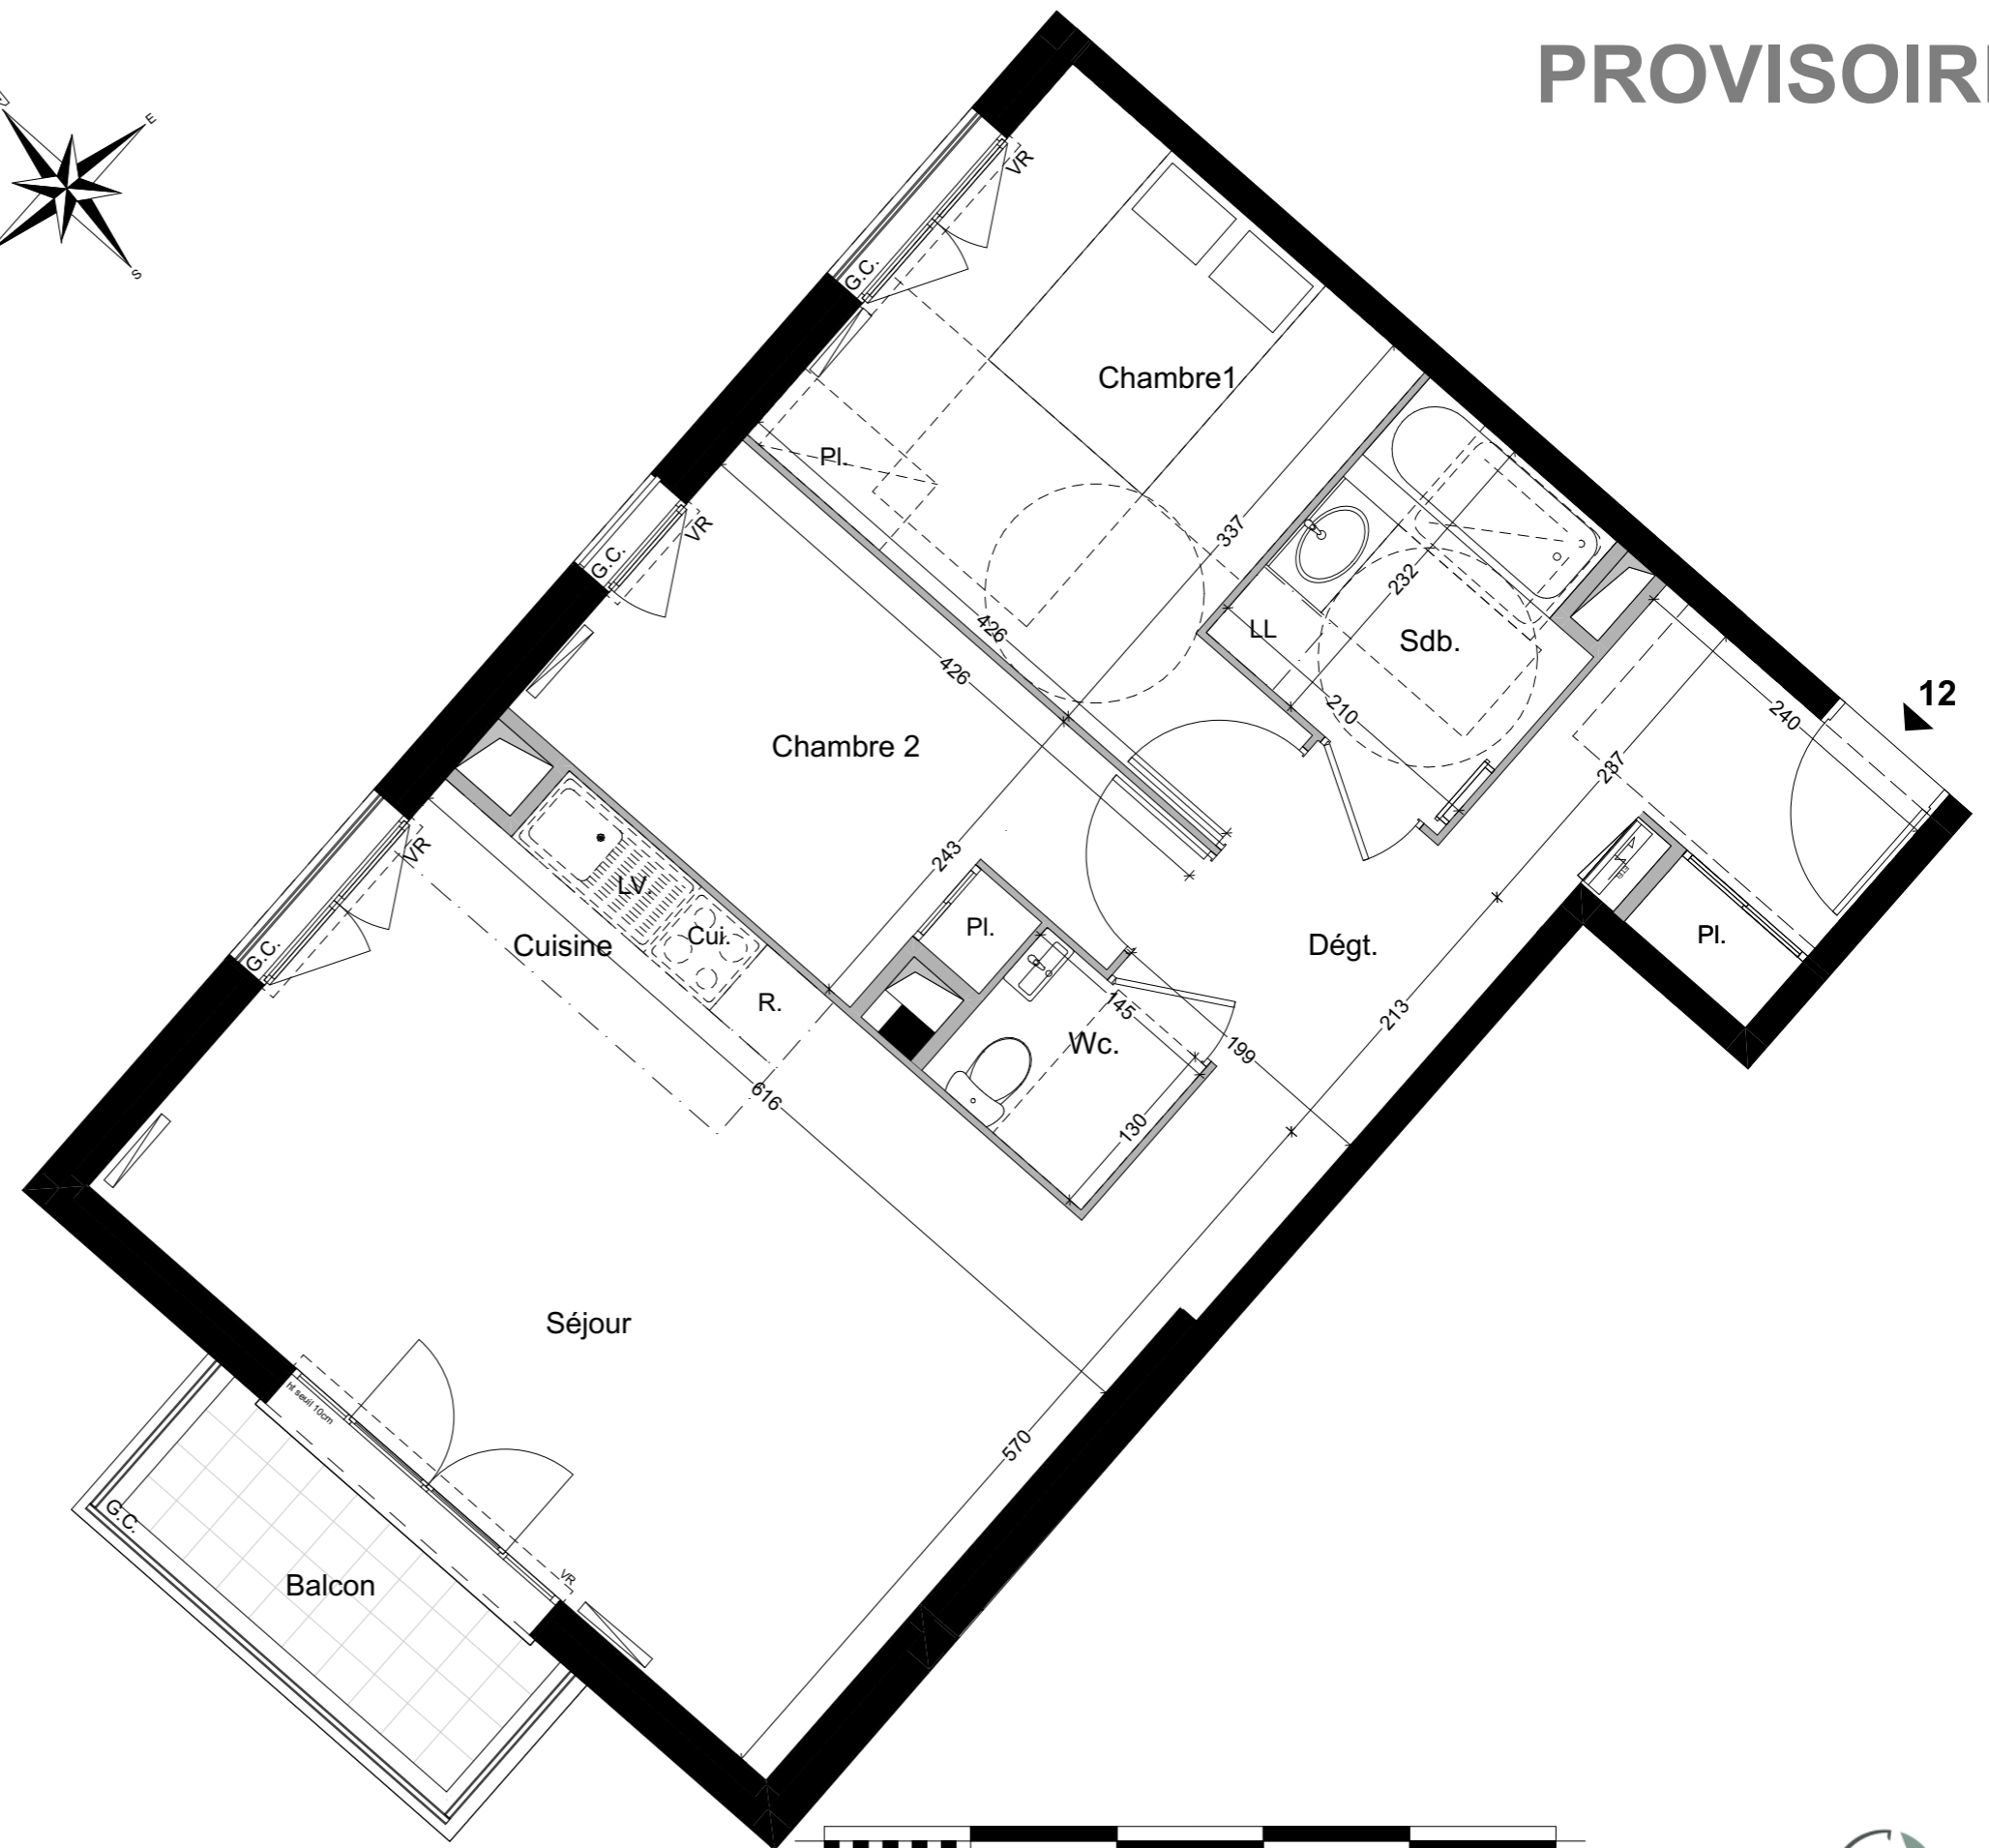 PROVISOIRE
E
S
VR
G.C.
Chambre1
Pl.
337
VR
G.C.
232
426
LL
Sdb.
426
210
12
240
Chambre 2
237
243
VR
LV.
Cui.
Cuisine
Pl.
Dégt.
Pl.
G.C.
R.
145
213
Wc.
199
616
130
Séjour
ht seuil 10cm
570
G.C.
VR
Balcon